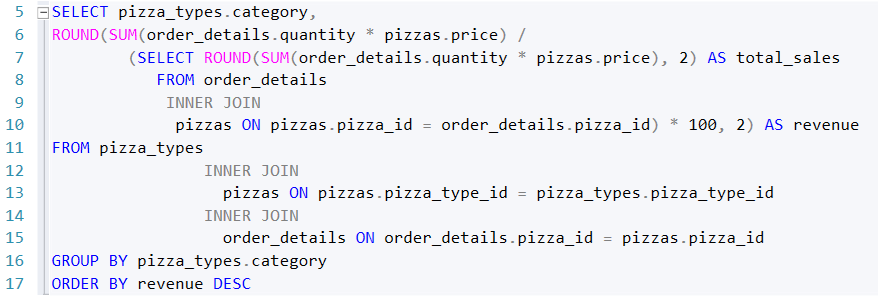 5 SELECT pizza_types.category,
6 ROUND(SUM(order_details.quantity * pizzas.price) /
7 (SELECT ROUND(SUM(order_details.quantity * pizzas.price), 2) AS total_sales
8 FROM order_details
9 INNER JOIN
10 pizzas ON pizzas.pizza_id = order_details.pizza_id) * 100, 2) AS revenue
11 FROM pizza_types
12 INNER JOIN
13 pizzas ON pizzas.pizza_type_id = pizza_types.pizza_type_id
14 INNER JOIN
15 order_details ON order_details.pizza_id = pizzas.pizza_id
16 GROUP BY pizza_types.category
17 ORDER BY revenue DESC